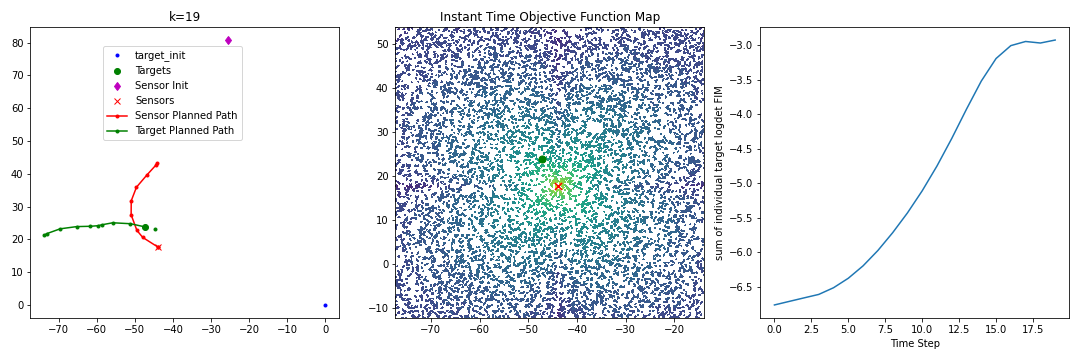 k=19
80
70
60
50
40
30
20
10
0
−70 −60 −50 −40 −30 −20 −10 0
target_init
Targets
Sensor Init
Sensors
Sensor Planned Path
Target Planned Path
Instant Time Objective Function Map
50
40
30
20
10
0
−10
−70 −60 −50 −40 −30 −20
sum of individual target logdet FIM
−3.0
−3.5
−4.0
−4.5
−5.0
−5.5
−6.0
−6.5
0.0 2.5 5.0 7.5 10.0 12.5 15.0 17.5
Time Step